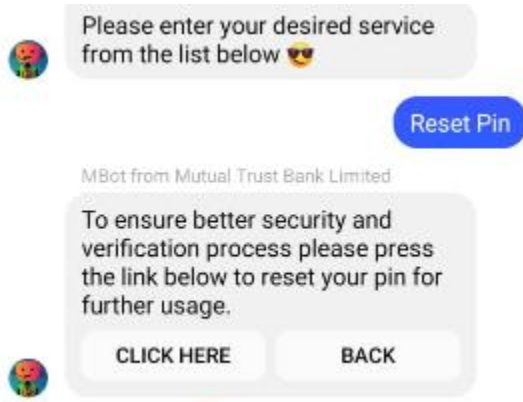 Please enter your desired service
from the list below 😎
Reset Pin
MBot from Mutual Trust Bank Limited
To ensure better security and
verification process please press
the link below to reset your pin for
further usage.
CLICK HERE
BACK